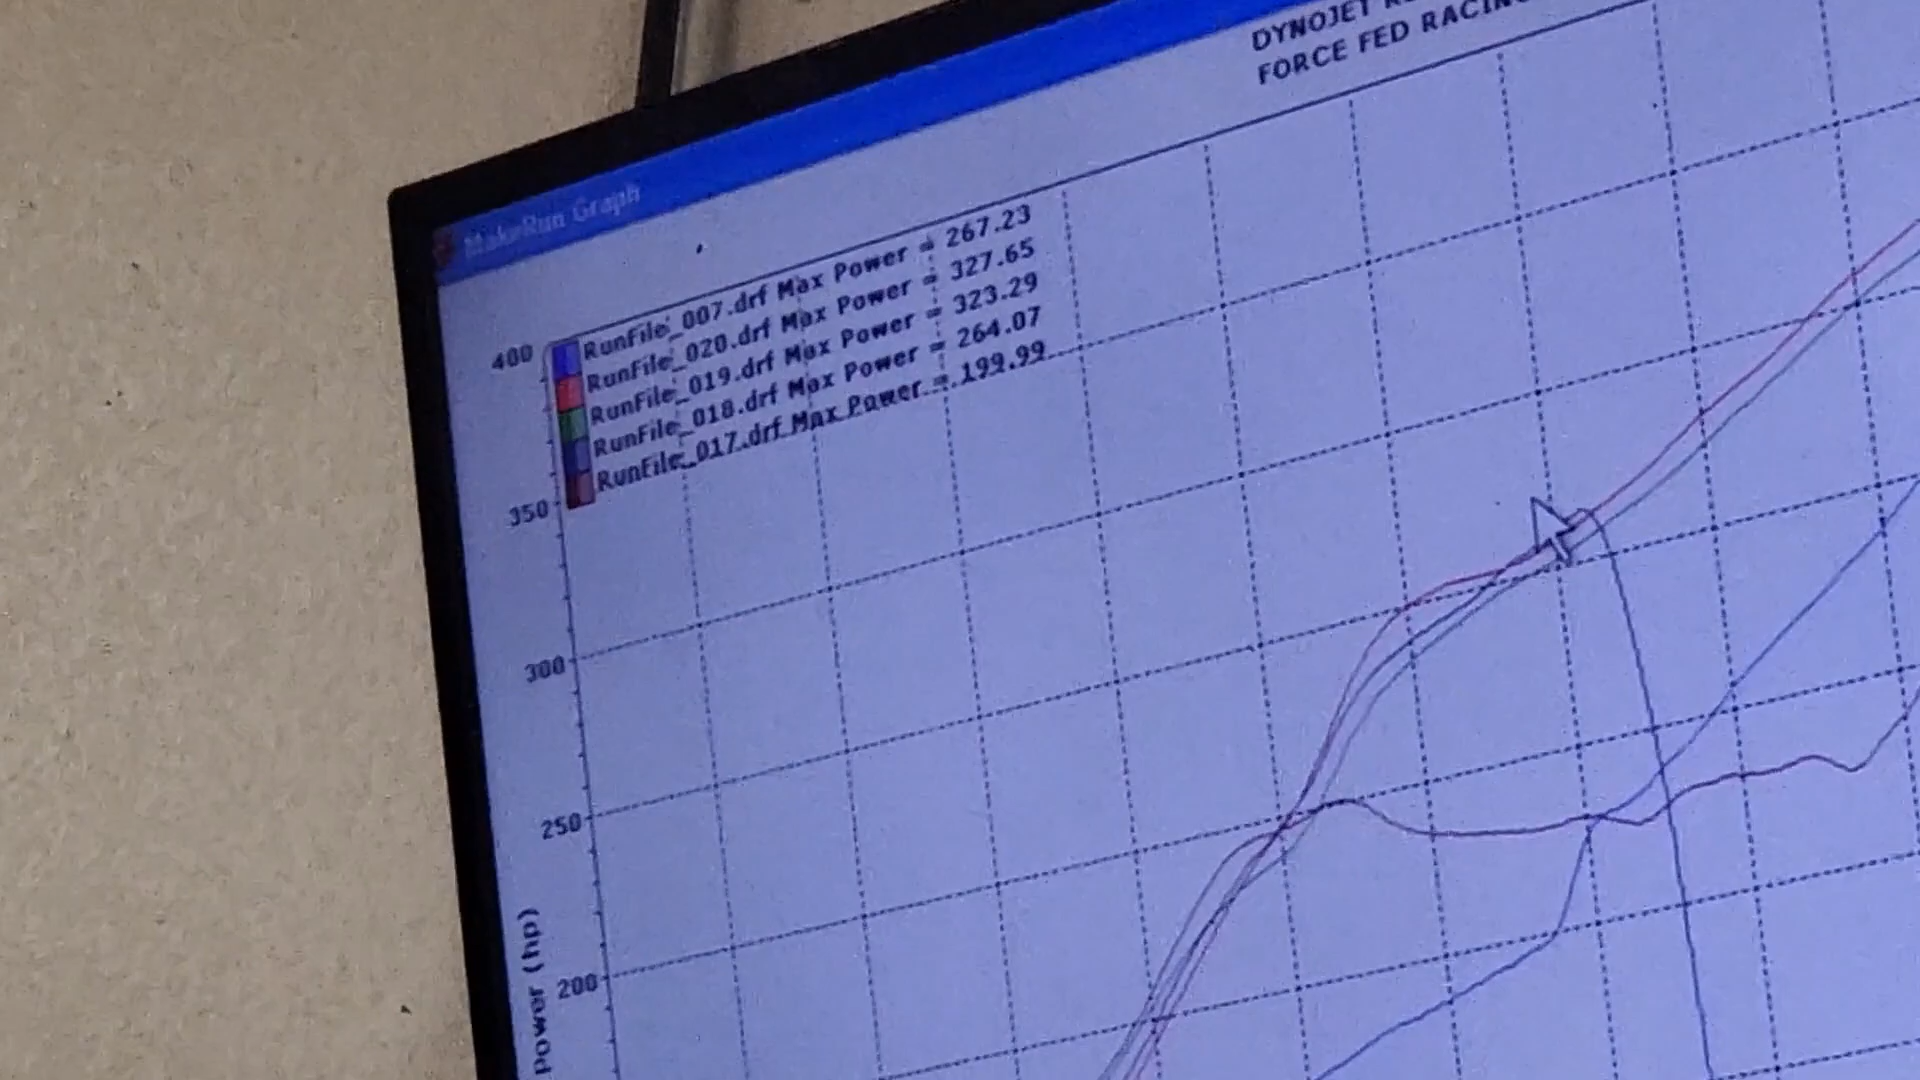 DYNOJET
FORCE FED RACING
MakeRun Graph
RunFile_007.drf Max Power = 267.23
RunFile_020.drf Max Power = 327.65
RunFile_019.drf Max Power = 323.29
RunFile_018.drf Max Power = 264.07
RunFile_017.drf Max Power = 199.99
400
350
300
250
200
Power (hp)